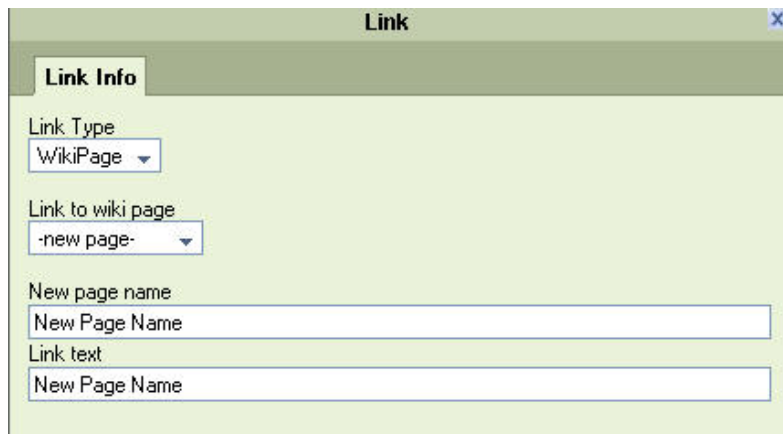 Link
Link Info
Link Type
WikiPage
Link to wiki page
-new page-
New page name
New Page Name
Link text
New Page Name